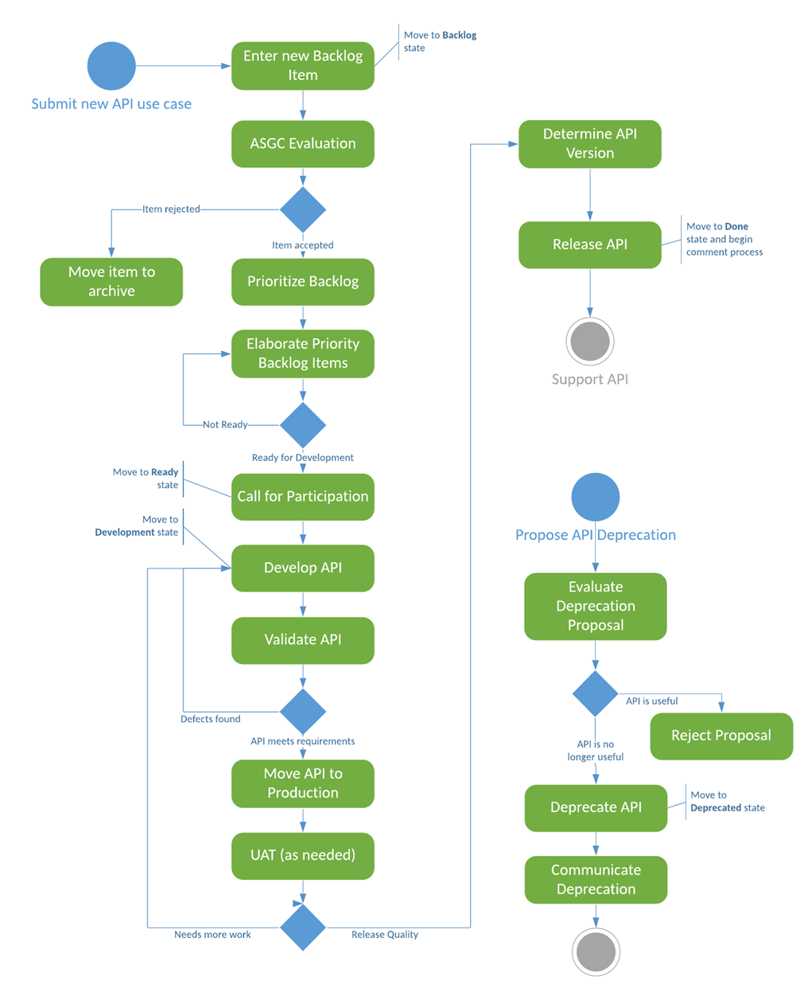 Submit new API use case
Enter new Backlog
Item
Move to Backlog
state
ASGC Evaluation
Item rejected
Item accepted
Move item to
archive
Prioritize Backlog
Elaborate Priority
Backlog Items
Not Ready
Ready for Development
Move to Ready
state
Call for Participation
Move to
Development state
Develop API
Validate API
Defects found
API meets requirements
Move API to
Production
UAT (as needed)
Needs more work
Release Quality
Determine API
Version
Release API
Move to Done
state and begin
comment process
Support API
Propose API Deprecation
Evaluate
Deprecation
Proposal
API is useful
Reject Proposal
API is no
longer useful
Deprecate API
Move to
Deprecated state
Communicate
Deprecation